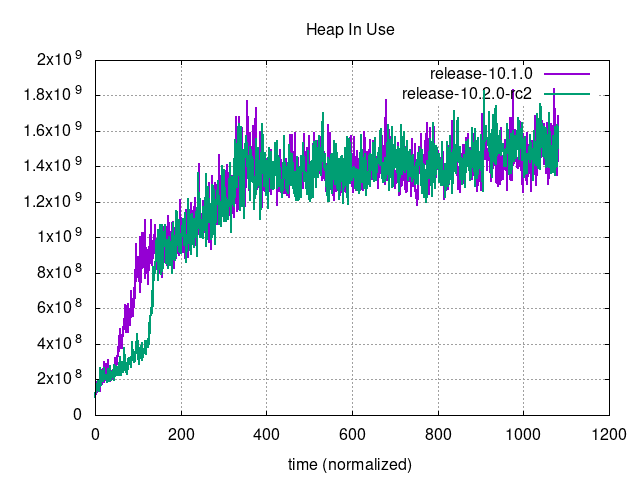 Heap In Use
release-10.1.0
release-10.2.0-rc2
2x10^9
1.8x10^9
1.6x10^9
1.4x10^9
1.2x10^9
1x10^9
8x10^8
6x10^8
4x10^8
2x10^8
0
0 200 400 600 800 1000 1200
time (normalized)